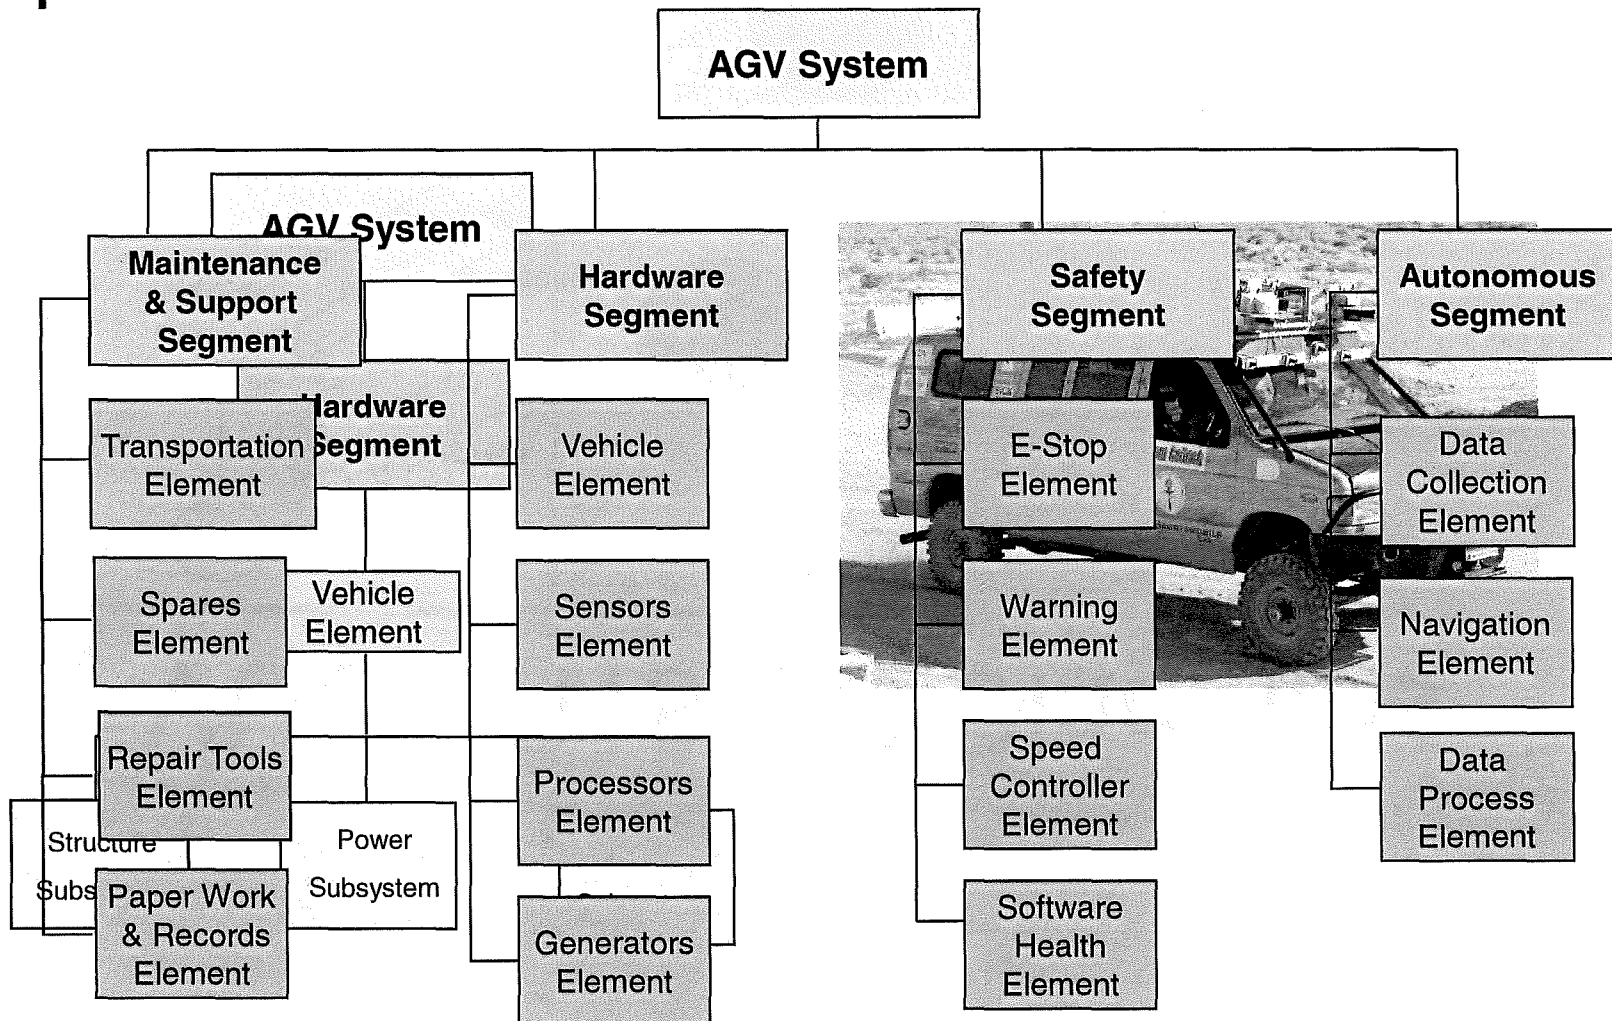 AGV System
AGV System
Maintenance
& Support
Segment
Hardware
Segment
Safety
Segment
Autonomous
Segment
Hardware
Segment
Transportation
Element
Vehicle
Element
E-Stop
Element
Data
Collection
Element
Spares
Element
Vehicle
Element
Sensors
Element
Warning
Element
Navigation
Element
Repair Tools
Element
Processors
Element
Speed
Controller
Element
Data
Process
Element
Structure
Power
Subsystem
Paper Work
& Records
Element
Generators
Element
Software
Health
Element